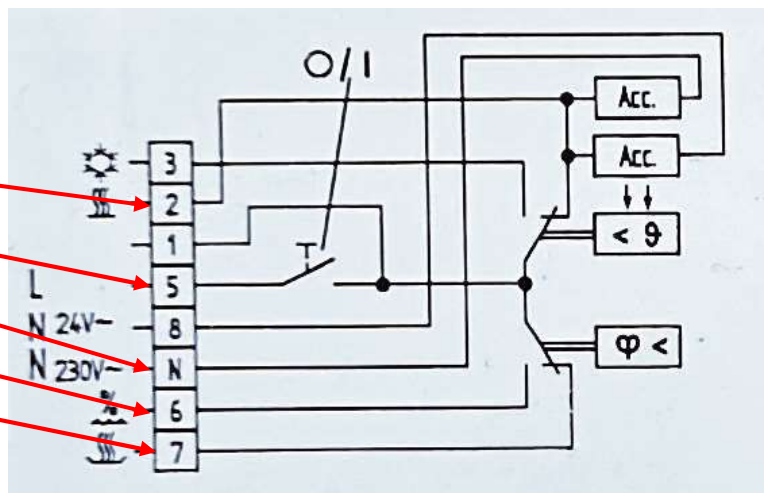 O/I
Acc.
Acc.
< ϑ
φ <
3
2
1
L 5
N 24V~ 8
N 230V~ N
% 6
7